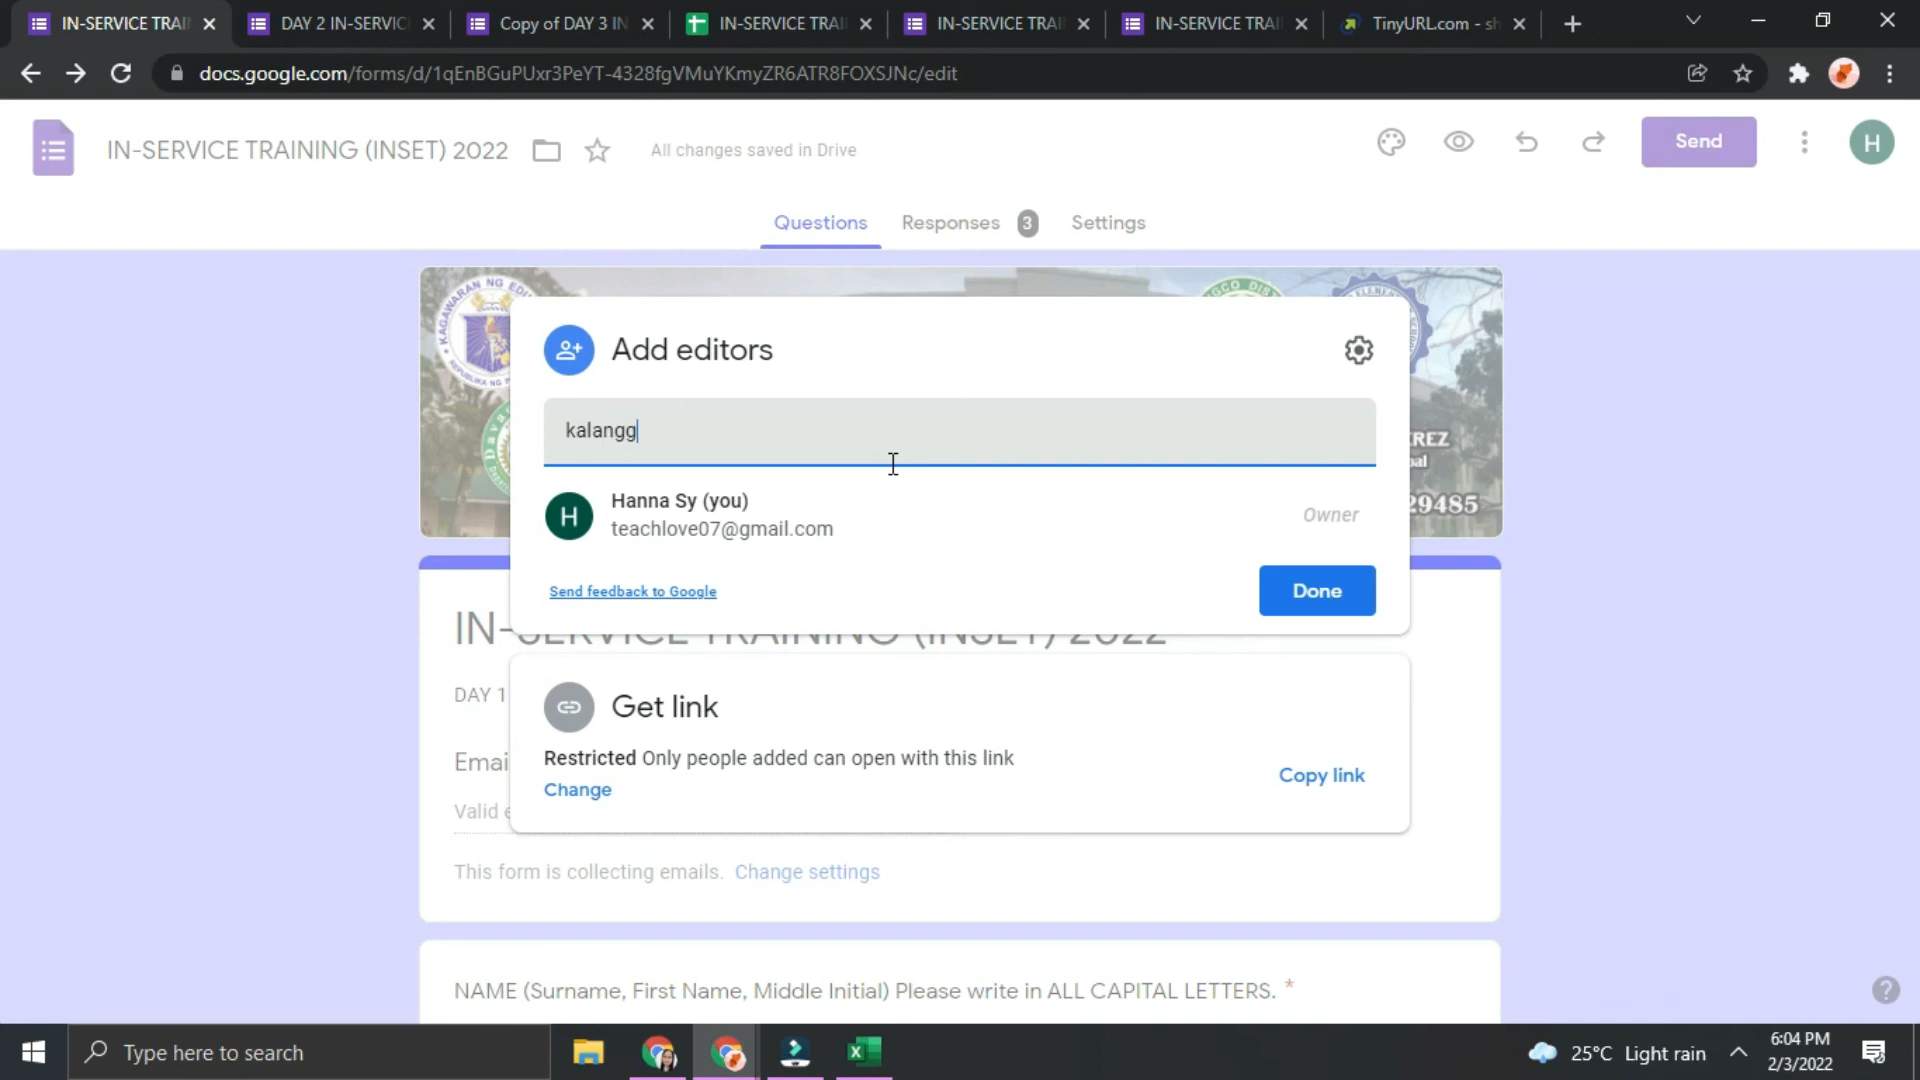 IN-SERVICE TRAI
DAY 2 IN-SERVIC
Copy of DAY 3 IN
IN-SERVICE TRAI
IN-SERVICE TRAI
IN-SERVICE TRAI
TinyURL.com - sh
docs.google.com/forms/d/1qEnBGuPUxr3PeYT-4328fgVMuYKmyZR6ATR8FOXSJNc/edit
IN-SERVICE TRAINING (INSET) 2022
All changes saved in Drive
Send
H
Questions
Responses 3
Settings
Add editors
kalangg
H
Hanna Sy (you)
teachlove07@gmail.com
Owner
Send feedback to Google
Done
29485
IN-SERVICE TRAINING (INSET) 2022
DAY 1
Get link
Restricted Only people added can open with this link
Change
Copy link
Emai
Valid e
This form is collecting emails. Change settings
NAME (Surname, First Name, Middle Initial) Please write in ALL CAPITAL LETTERS. *
Type here to search
25°C Light rain
6:04 PM
2/3/2022